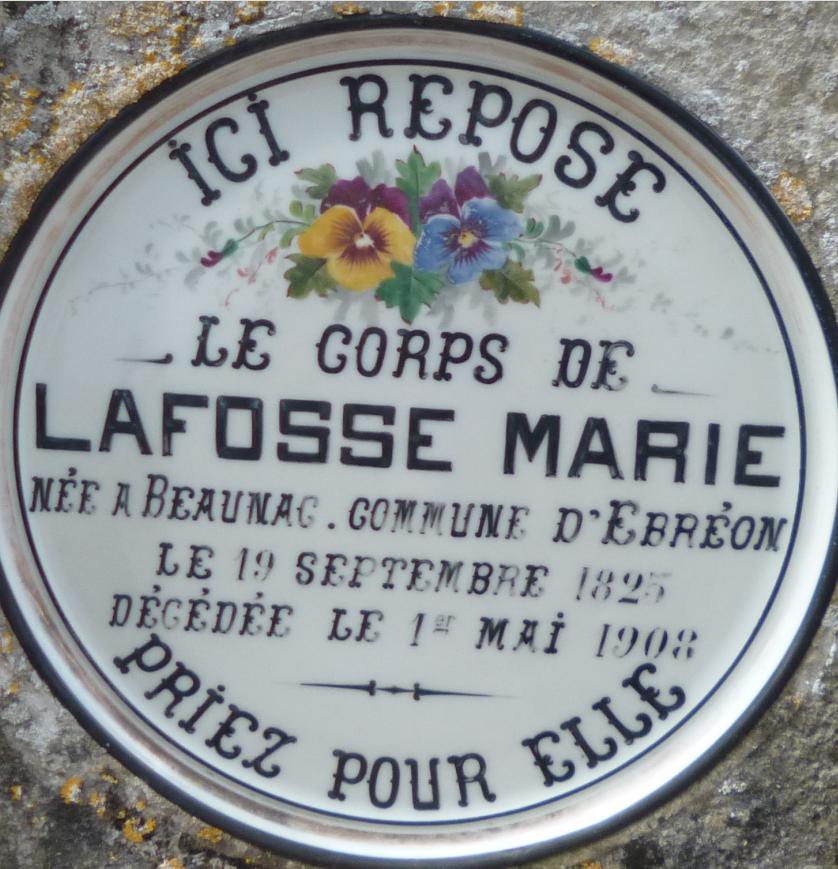 ICI REPOSE
LE CORPS DE
LAFOSSE MARIE
NÉE A BEAUNAC. COMMUNE D'EBRÉON
LE 19 SEPTEMBRE 1825
DÉCÉDÉE LE 1er MAI 1908
PRIEZ POUR ELLE